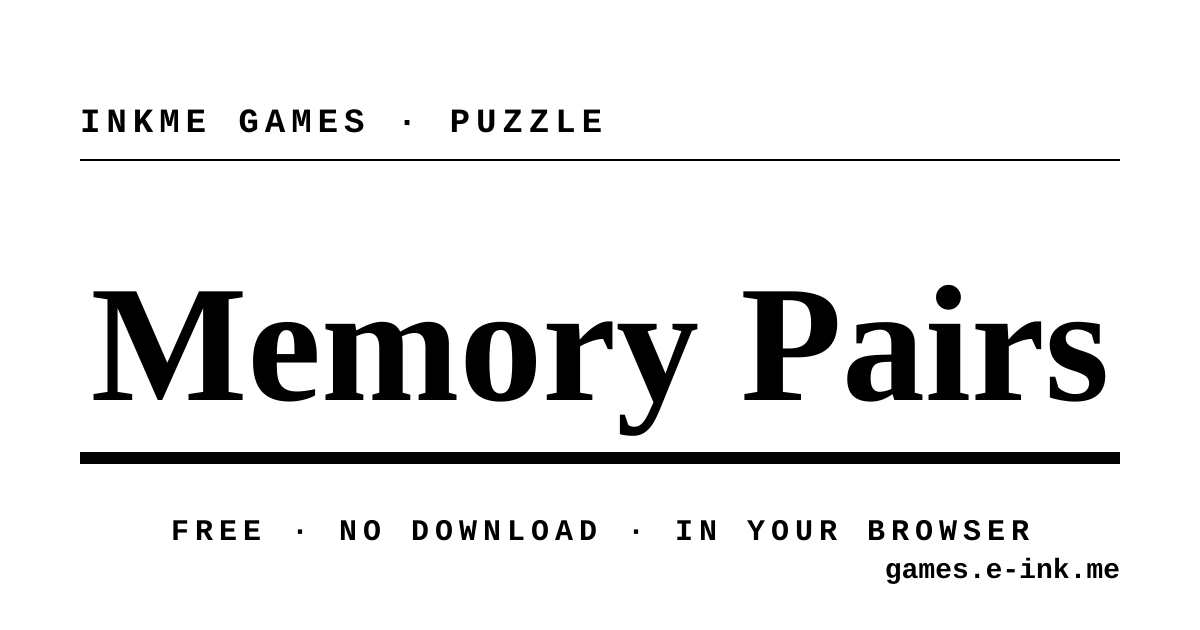 INKME GAMES · PUZZLE
Memory Pairs
FREE · NO DOWNLOAD · IN YOUR BROWSER
games.e-ink.me